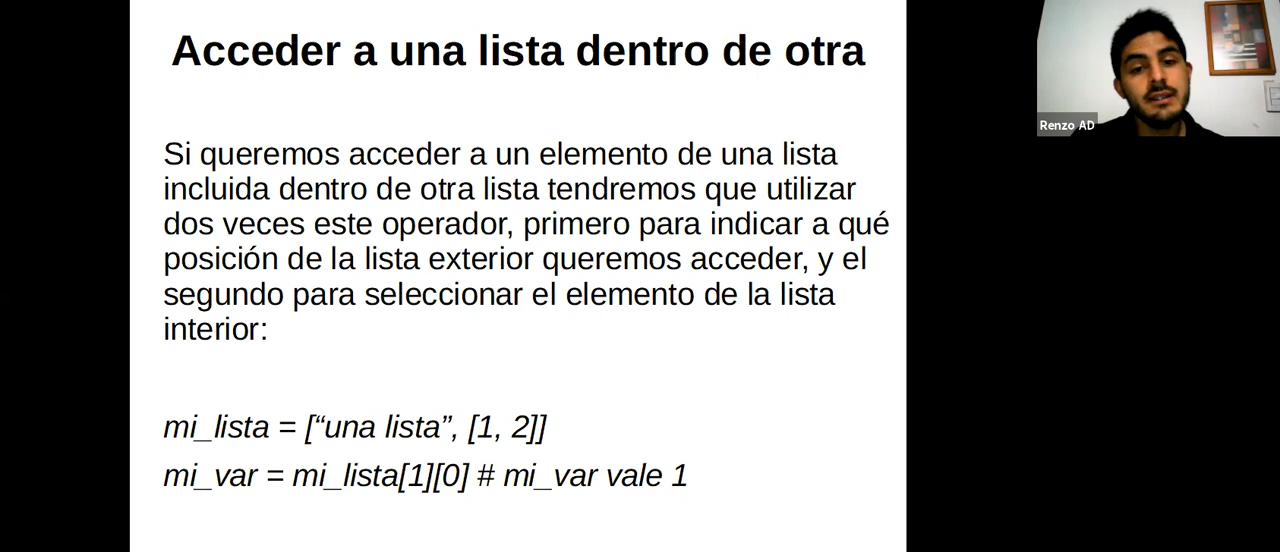 Acceder a una lista dentro de otra
Si queremos acceder a un elemento de una lista
incluida dentro de otra lista tendremos que utilizar
dos veces este operador, primero para indicar a qué
posición de la lista exterior queremos acceder, y el
segundo para seleccionar el elemento de la lista
interior:
mi_lista = [“una lista”, [1, 2]]
mi_var = mi_lista[1][0] # mi_var vale 1
Renzo AD